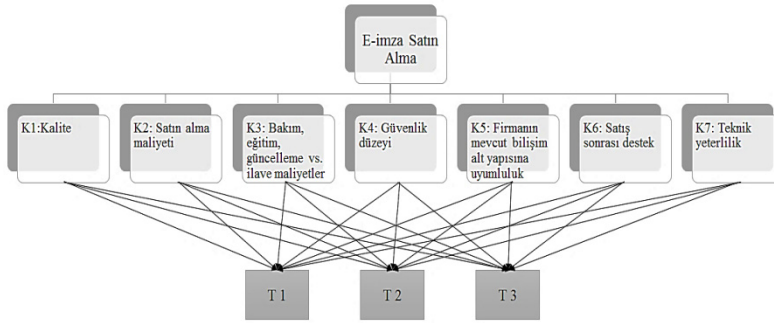 E-imza Satın
Alma
K1:Kalite
K2: Satın alma
maliyeti
K3: Bakım,
eğitim,
güncelleme vs.
ilave maliyetler
K4: Güvenlik
düzeyi
K5: Firmanın
mevcut bilişim
alt yapısına
uyumluluk
K6: Satış
sonrası destek
K7: Teknik
yeterlilik
T 1
T 2
T 3